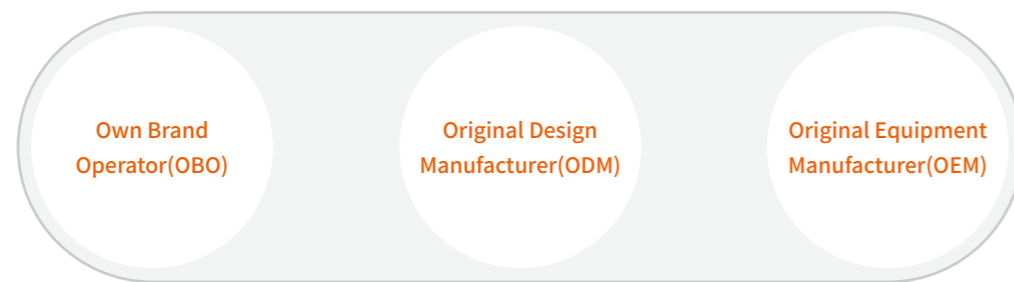 Own Brand
Operator(OBO)
Original Design
Manufacturer(ODM)
Original Equipment
Manufacturer(OEM)